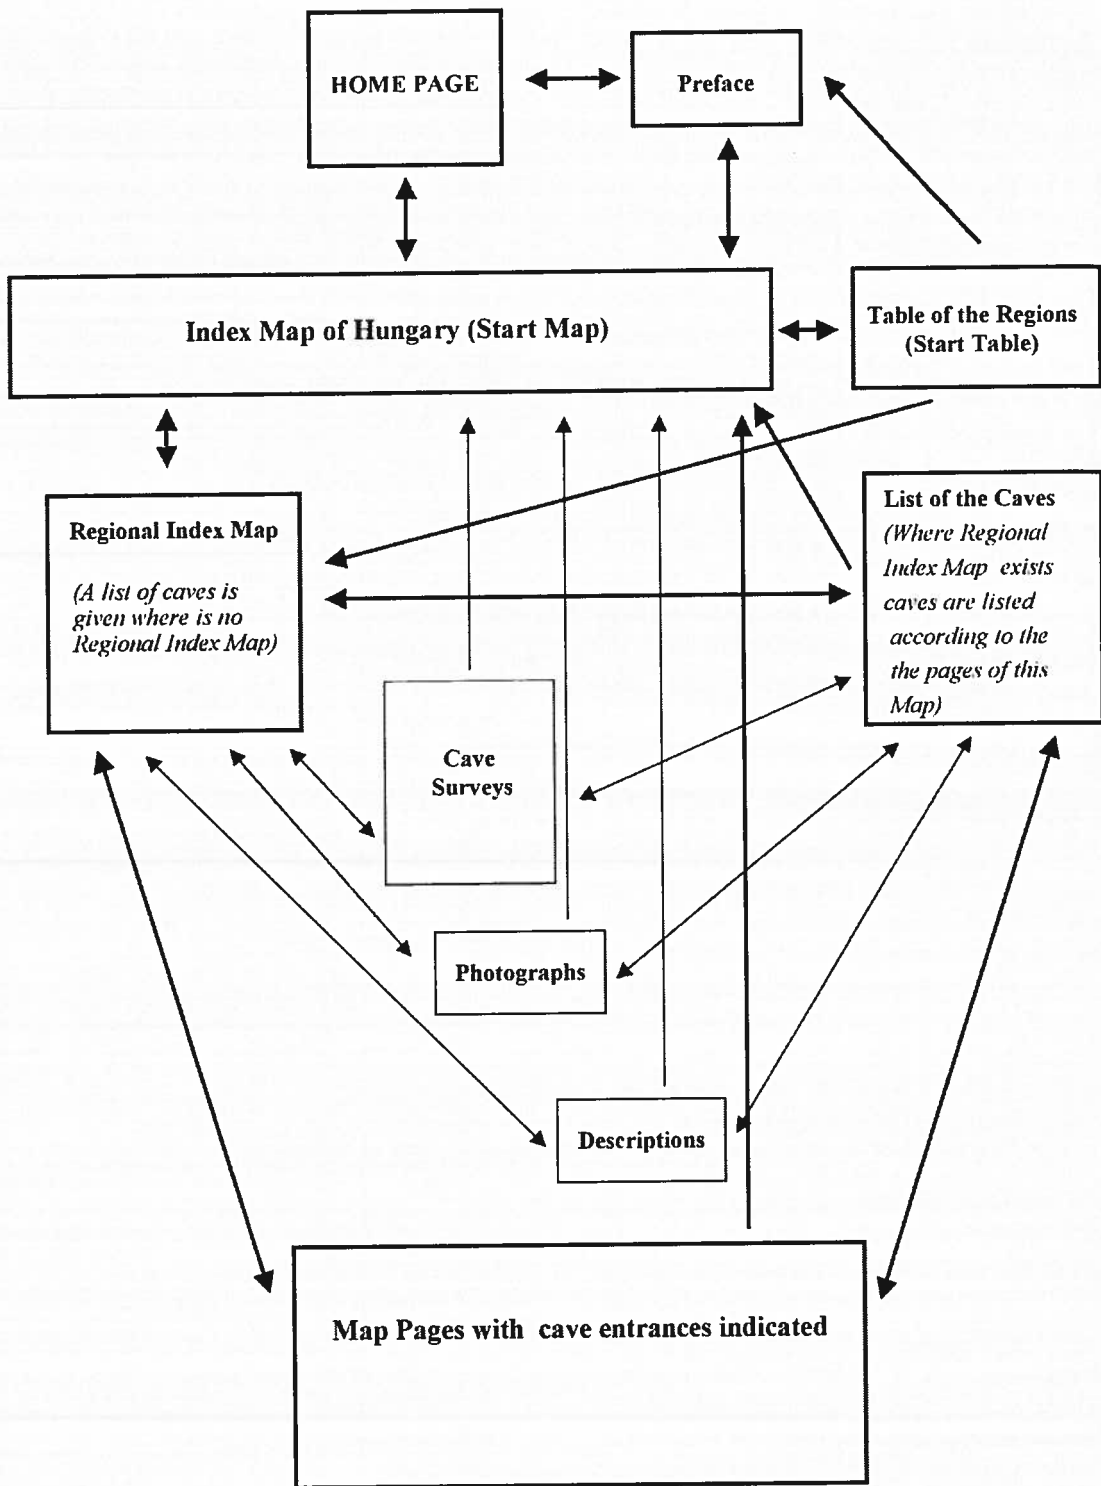 HOME PAGE
Preface
Index Map of Hungary (Start Map)
Table of the Regions
(Start Table)
Regional Index Map
(A list of caves is
given where is no
Regional Index Map)
List of the Caves
(Where Regional
Index Map exists
caves are listed
according to the
the pages of this
Map)
Cave
Surveys
Photographs
Descriptions
Map Pages with cave entrances indicated